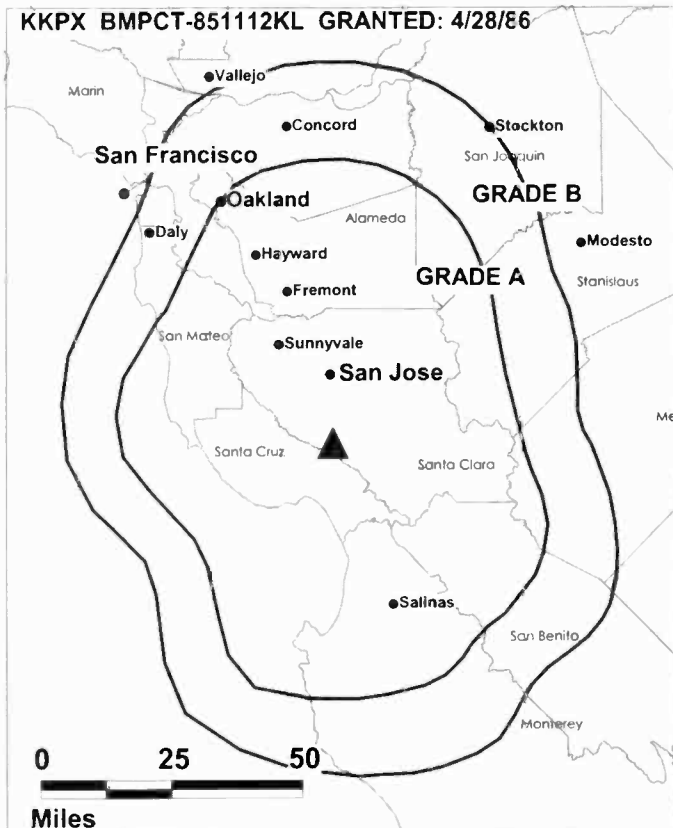 KKPX BMPCT-851112KL GRANTED: 4/28/86
Vallejo
Marin
Concord
Stockton
San Francisco
San Joaquin
GRADE B
Oakland
Alameda
Daly
Modesto
Hayward
GRADE A
Stanislaus
Fremont
San Mateo
Sunnyvale
San Jose
Me
Santa Cruz
Santa Clara
Salinas
San Benito
Monterey
0 25 50
Miles